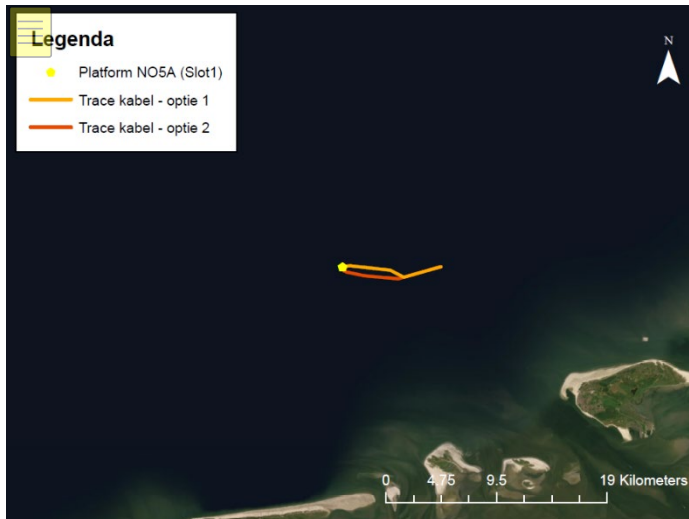 Legenda
Platform NO5A (Slot1)
Trace kabel - optie 1
Trace kabel - optie 2
N
0 4.75 9.5 19 Kilometers